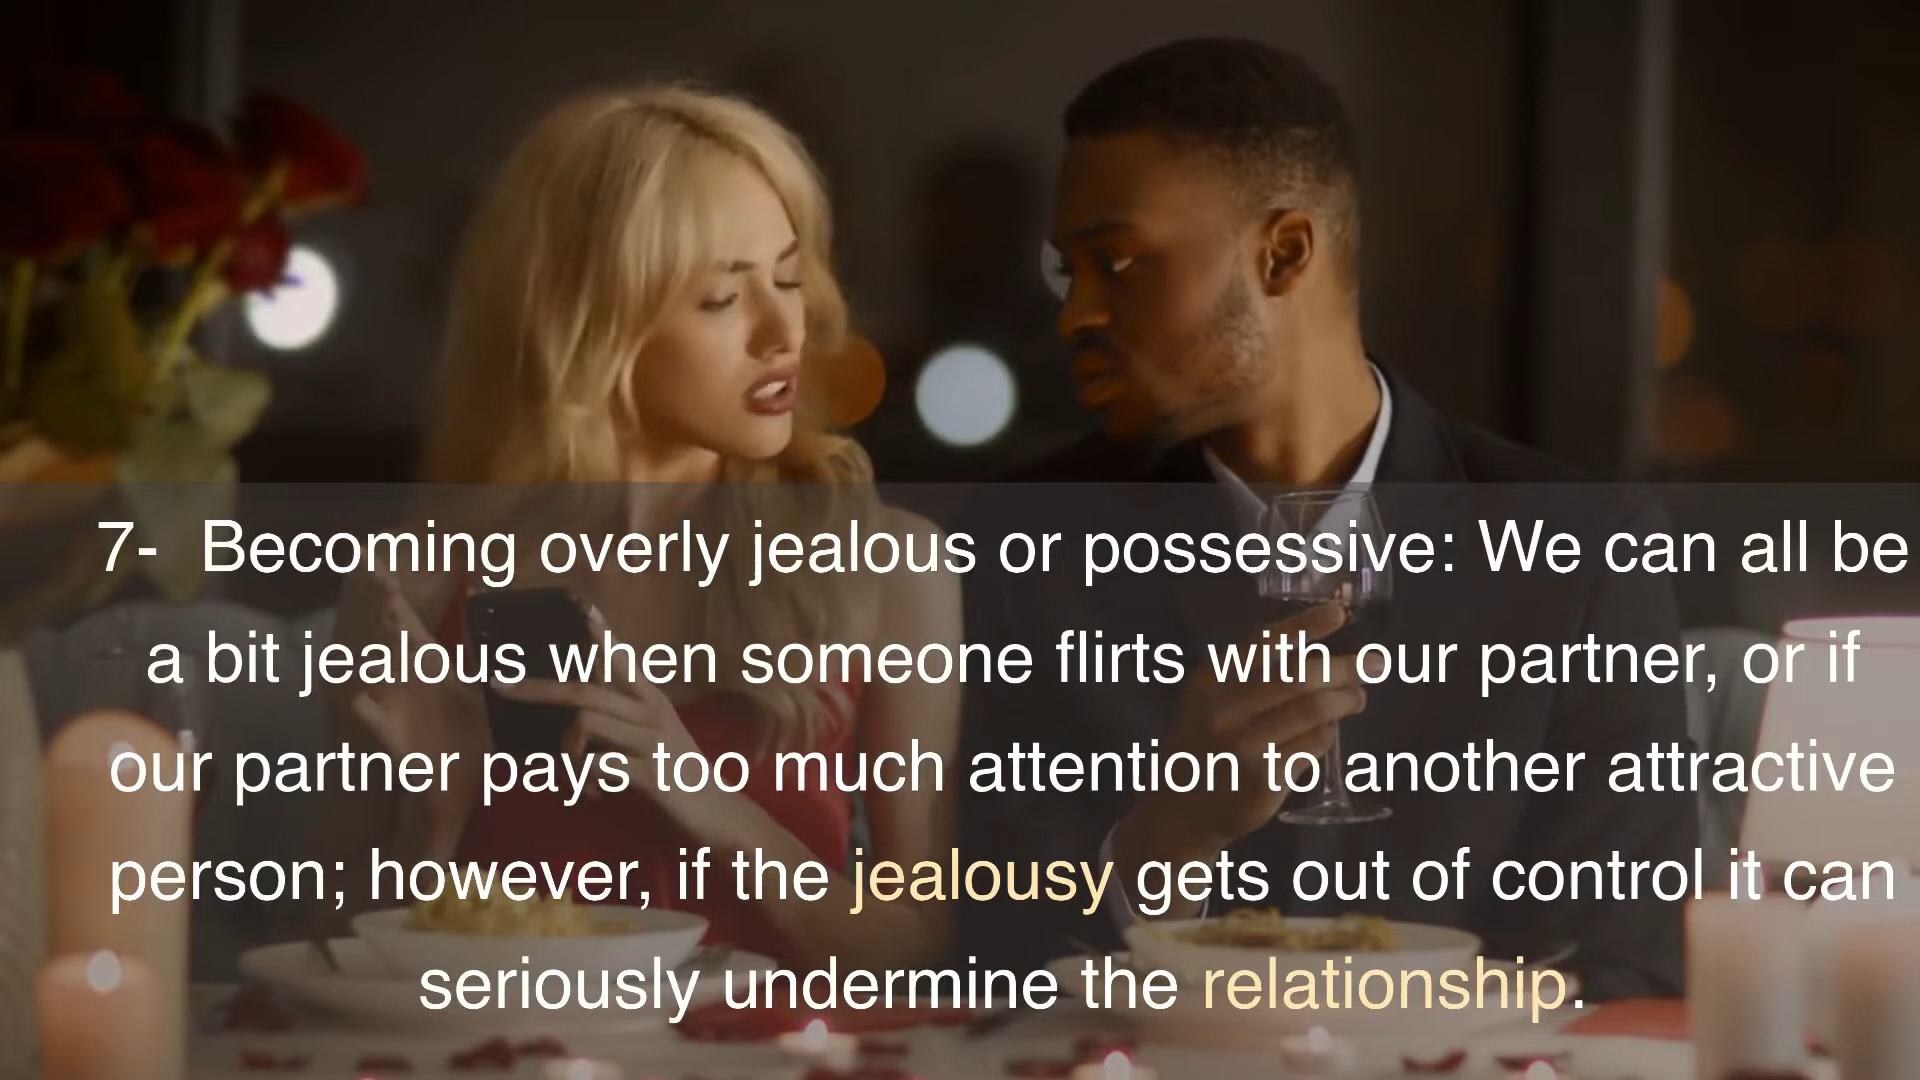 7-  Becoming overly jealous or possessive: We can all be
a bit jealous when someone flirts with our partner, or if
our partner pays too much attention to another attractive
person; however, if the jealousy gets out of control it can
seriously undermine the relationship.